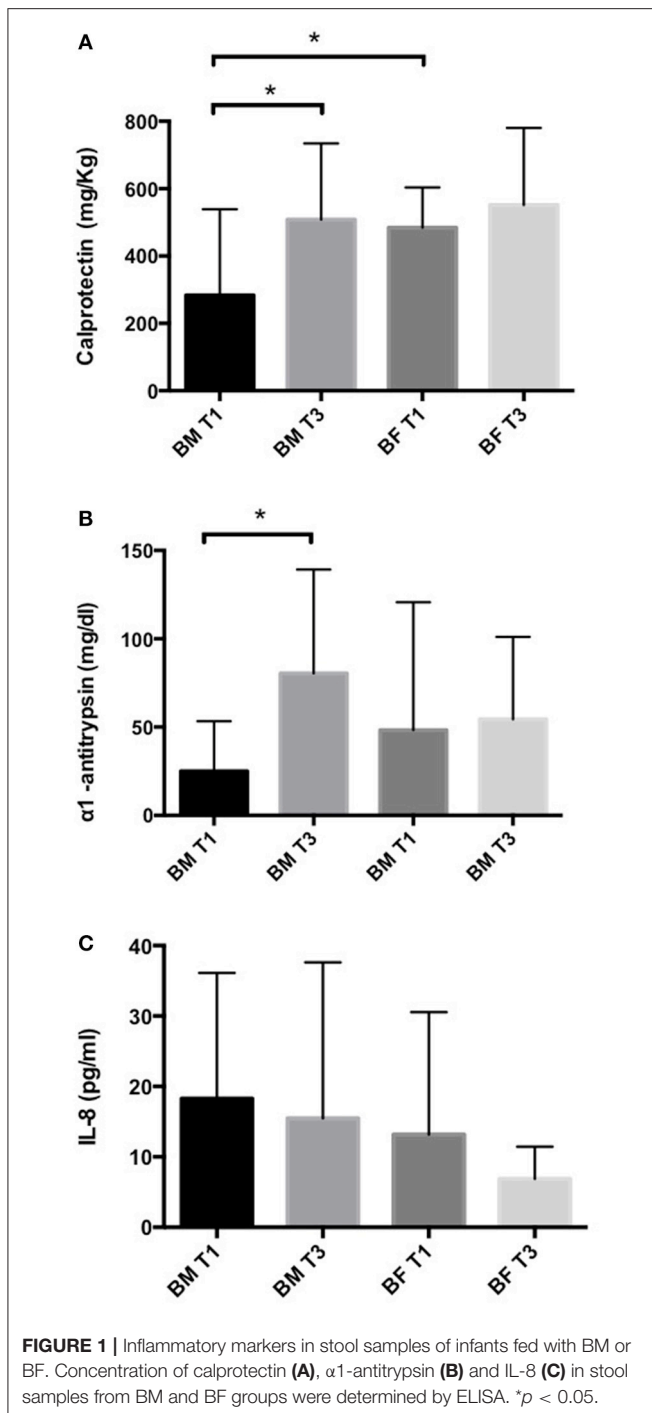 A
*
*
800
600
400
200
0
Calprotectin (mg/Kg)
BM T1
BM T3
BF T1
BF T3
B
*
150
100
50
0
α1 -antitrypsin (mg/dl)
BM T1
BM T3
BM T1
BM T3
C
40
30
20
10
0
IL-8 (pg/ml)
BM T1
BM T3
BF T1
BF T3
FIGURE 1 | Inflammatory markers in stool samples of infants fed with BM or
BF. Concentration of calprotectin (A), α1-antitrypsin (B) and IL-8 (C) in stool
samples from BM and BF groups were determined by ELISA. *p < 0.05.